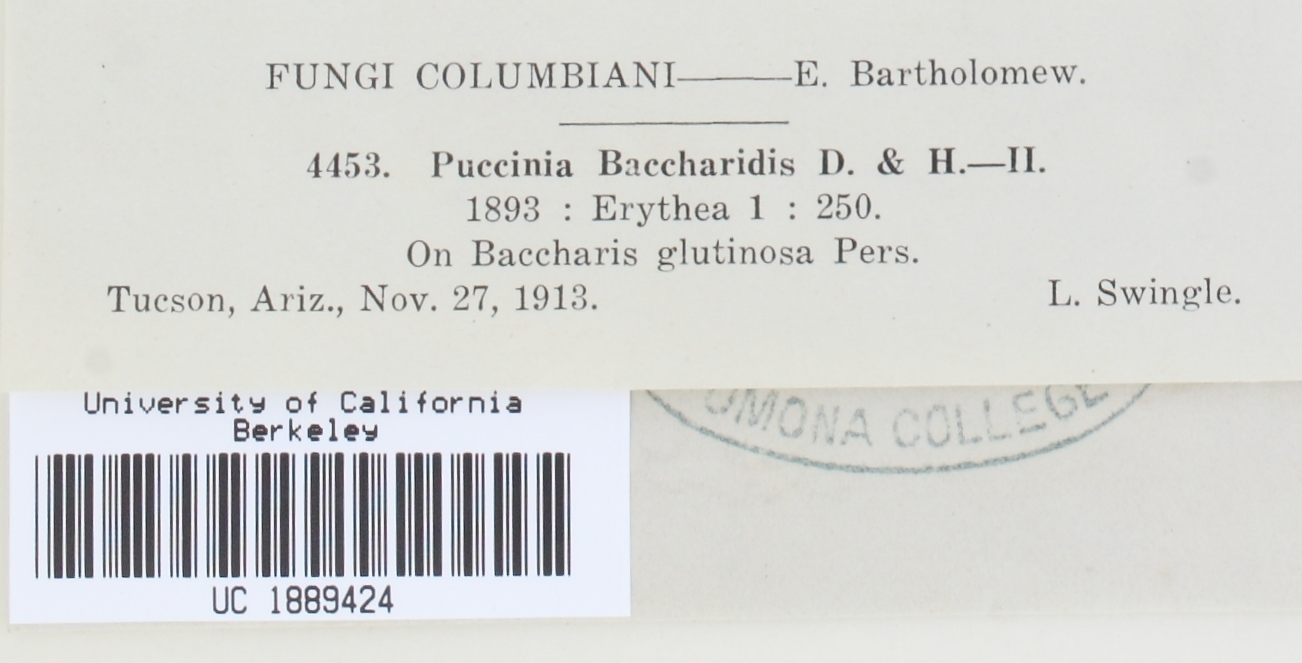 FUNGI COLUMBIANI——E. Bartholomew.
4453. Puccinia Baccharidis D. & H.—II.
1893 : Erythea 1 : 250.
On Baccharis glutinosa Pers.
Tucson, Ariz., Nov. 27, 1913. L. Swingle.
University of California
Berkeley
UC 1889424
OMONA COLLEGE